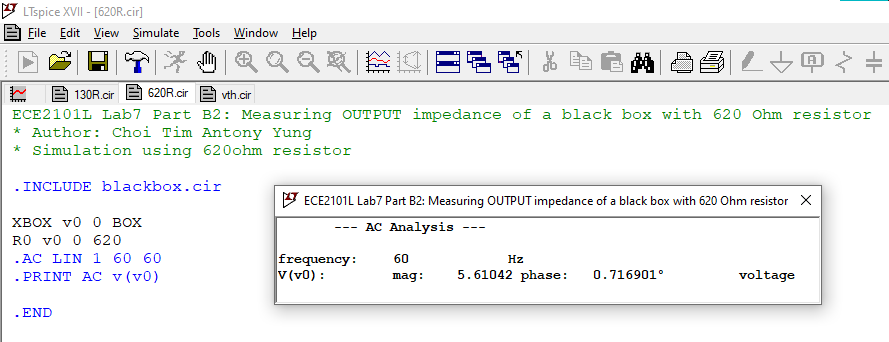 LTspice XVII - [620R.cir]
File Edit View Simulate Tools Window Help
130R.cir 620R.cir vth.cir
ECE2101L Lab7 Part B2: Measuring OUTPUT impedance of a black box with 620 Ohm resistor
* Author: Choi Tim Antony Yung
* Simulation using 620ohm resistor
.INCLUDE blackbox.cir
XBOX v0 0 BOX
R0 v0 0 620
.AC LIN 1 60 60
.PRINT AC v(v0)
.END
ECE2101L Lab7 Part B2: Measuring OUTPUT impedance of a black box with 620 Ohm resistor
--- AC Analysis ---
frequency: 60 Hz
V(v0): mag: 5.61042 phase: 0.716901° voltage